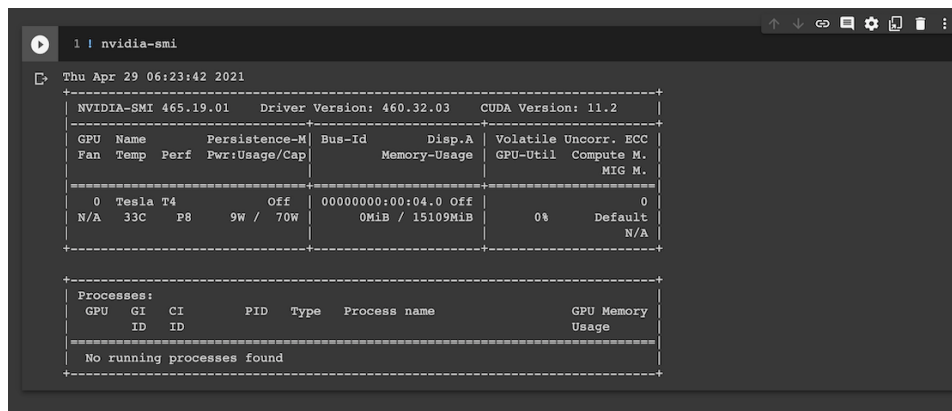 1 ! nvidia-smi
Thu Apr 29 06:23:42 2021
+-----------------------------------------------------------------------------+
| NVIDIA-SMI 465.19.01    Driver Version: 460.32.03    CUDA Version: 11.2     |
|-------------------------------+----------------------+----------------------+
| GPU  Name        Persistence-M| Bus-Id        Disp.A | Volatile Uncorr. ECC |
| Fan  Temp  Perf  Pwr:Usage/Cap|         Memory-Usage | GPU-Util  Compute M. |
|                               |                      |               MIG M. |
|===============================+======================+======================|
|   0  Tesla T4            Off  | 00000000:00:04.0 Off |                    0 |
| N/A   33C    P8     9W /  70W |      0MiB / 15109MiB |      0%      Default |
|                               |                      |                  N/A |
+-------------------------------+----------------------+----------------------+
+-----------------------------------------------------------------------------+
| Processes:                                                                  |
|  GPU   GI   CI        PID   Type   Process name                  GPU Memory |
|        ID   ID                                                   Usage      |
|=============================================================================|
|  No running processes found                                                 |
+-----------------------------------------------------------------------------+